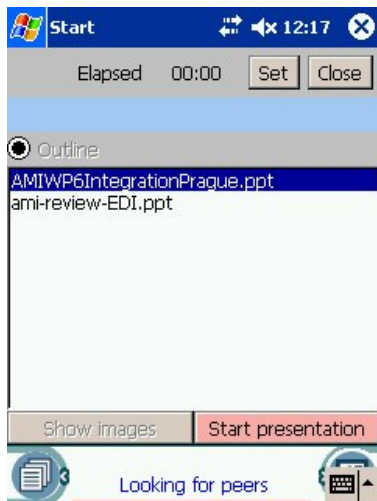 Start 12:17
Elapsed 00:00 Set Close
Outline
AMIWP6IntegrationPrague.ppt
ami-review-EDI.ppt
Show images Start presentation
3 Looking for peers